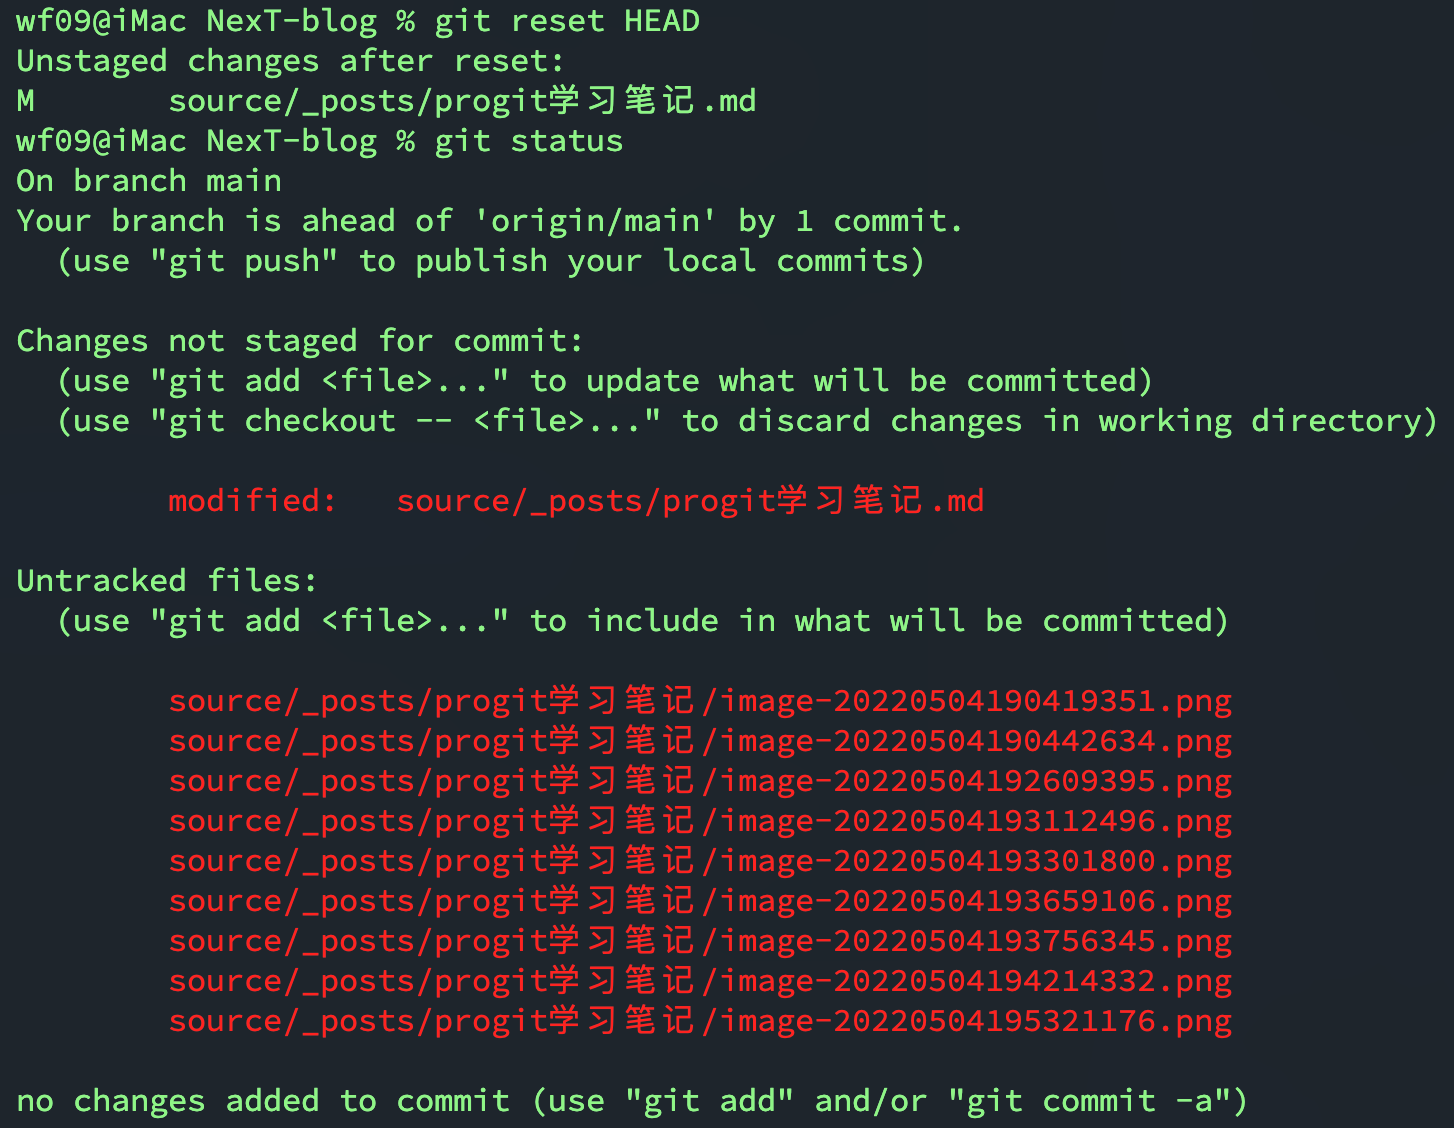 wf09@iMac NexT-blog % git reset HEAD
Unstaged changes after reset:
M       source/_posts/progit学习笔记.md
wf09@iMac NexT-blog % git status
On branch main
Your branch is ahead of 'origin/main' by 1 commit.
  (use "git push" to publish your local commits)

Changes not staged for commit:
  (use "git add <file>..." to update what will be committed)
  (use "git checkout -- <file>..." to discard changes in working directory)

        modified:   source/_posts/progit学习笔记.md

Untracked files:
  (use "git add <file>..." to include in what will be committed)

        source/_posts/progit学习笔记/image-20220504190419351.png
        source/_posts/progit学习笔记/image-20220504190442634.png
        source/_posts/progit学习笔记/image-20220504192609395.png
        source/_posts/progit学习笔记/image-20220504193112496.png
        source/_posts/progit学习笔记/image-20220504193301800.png
        source/_posts/progit学习笔记/image-20220504193659106.png
        source/_posts/progit学习笔记/image-20220504193756345.png
        source/_posts/progit学习笔记/image-20220504194214332.png
        source/_posts/progit学习笔记/image-20220504195321176.png

no changes added to commit (use "git add" and/or "git commit -a")